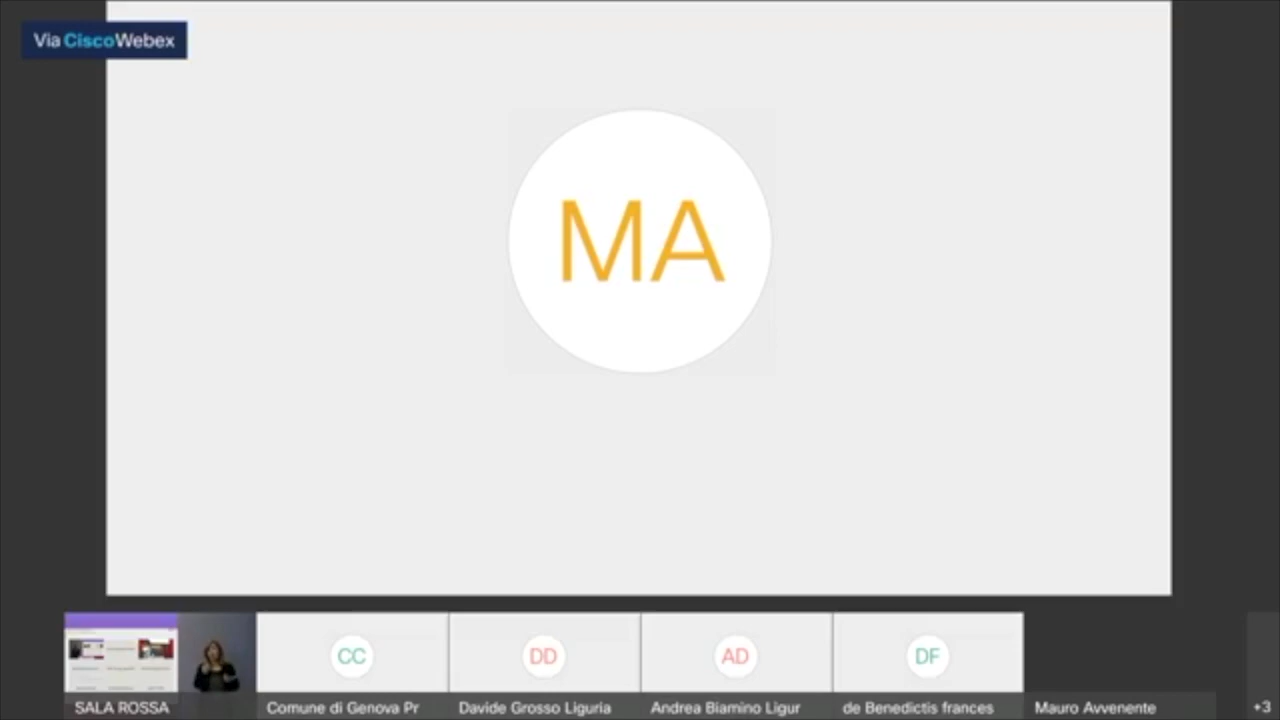 Via CiscoWebex
MA
CC
DD
AD
DF
SALA ROSSA
Comune di Genova Pr
Davide Grosso Liguria
Andrea Biamino Ligur
de Benedictis frances
Mauro Avvenente
+3